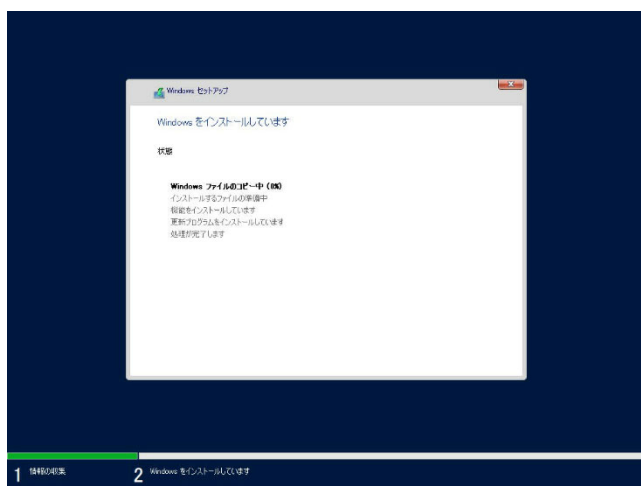 Windows セットアップ
Windows をインストールしています
状態
Windows ファイルのコピー中 (0%)
インストールするファイルの準備中
機能をインストールしています
更新プログラムをインストールしています
処理が完了します
1 情報の収集
2 Windows をインストールしています